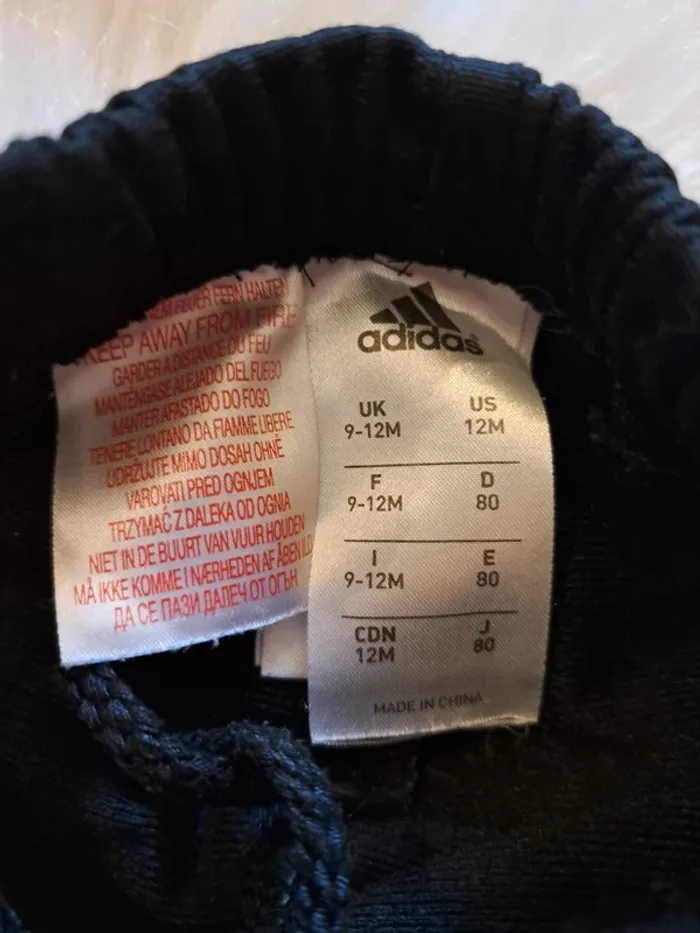 FEUER FERN HALTEN
KEEP AWAY FROM FIRE
GARDER A DISTANCE DU FEU
MANTENGASE ALEJADO DEL FUEGO
MANTER AFASTADO DO FOGO
TENERE LONTANO DA FIAMME LIBERE
UDRŽUJTE MIMO DOSAH OHNĚ
VAROVATI PRED OGNJEM
TRZYMAĆ Z DALEKA OD OGNIA
NIET IN DE BUURT VAN VUUR HOUDEN
MÅ IKKE KOMME I NÆRHEDEN AF ÅBEN ILD
ДА СЕ ПАЗИ ДАЛЕЧ ОТ ОГЪН
adidas
UK US
9-12M 12M
F D
9-12M 80
I E
9-12M 80
CDN J
12M 80
MADE IN CHINA